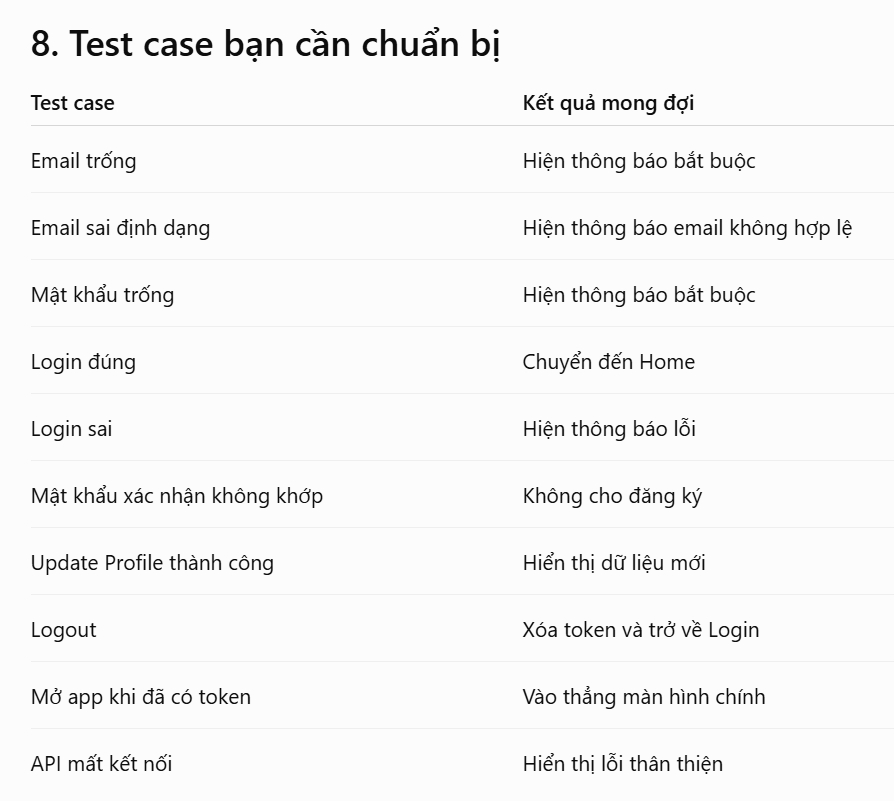 8. Test case bạn cần chuẩn bị
Test case Kết quả mong đợi
Email trống Hiện thông báo bắt buộc
Email sai định dạng Hiện thông báo email không hợp lệ
Mật khẩu trống Hiện thông báo bắt buộc
Login đúng Chuyển đến Home
Login sai Hiện thông báo lỗi
Mật khẩu xác nhận không khớp Không cho đăng ký
Update Profile thành công Hiển thị dữ liệu mới
Logout Xóa token và trở về Login
Mở app khi đã có token Vào thẳng màn hình chính
API mất kết nối Hiển thị lỗi thân thiện